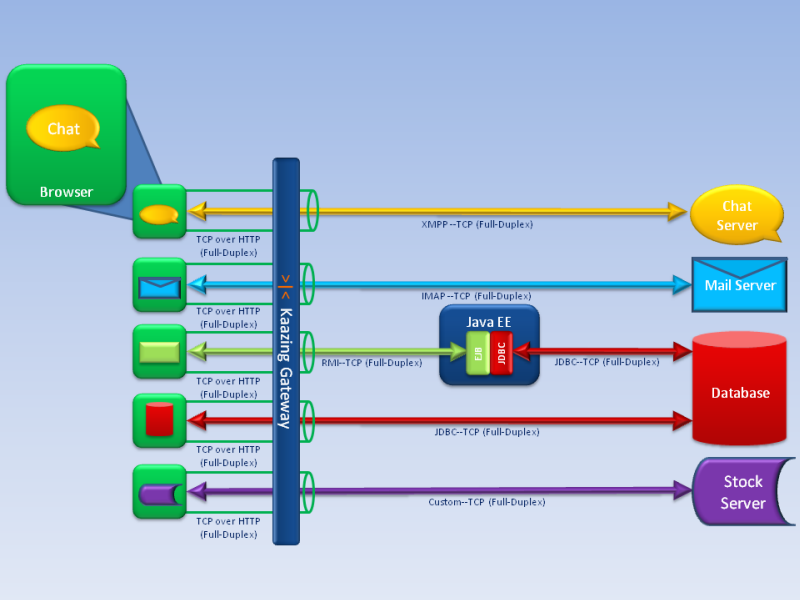 Chat
Browser
TCP over HTTP
(Full-Duplex)
XMPP--TCP (Full-Duplex)
Chat
Server
TCP over HTTP
(Full-Duplex)
IMAP--TCP (Full-Duplex)
Mail Server
>|< Kaazing Gateway
Java EE
EJB
JDBC
TCP over HTTP
(Full-Duplex)
RMI--TCP (Full-Duplex)
JDBC--TCP (Full-Duplex)
Database
TCP over HTTP
(Full-Duplex)
JDBC--TCP (Full-Duplex)
TCP over HTTP
(Full-Duplex)
Custom--TCP (Full-Duplex)
Stock
Server